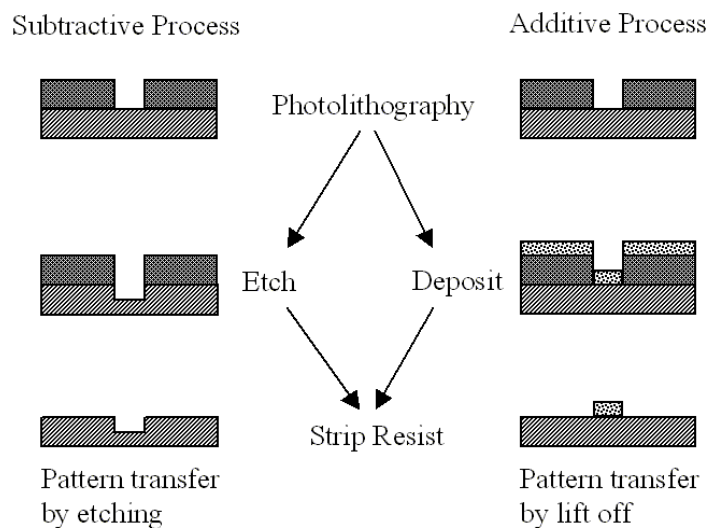 Subtractive Process
Additive Process
Photolithography
Etch
Deposit
Strip Resist
Pattern transfer
by etching
Pattern transfer
by lift off